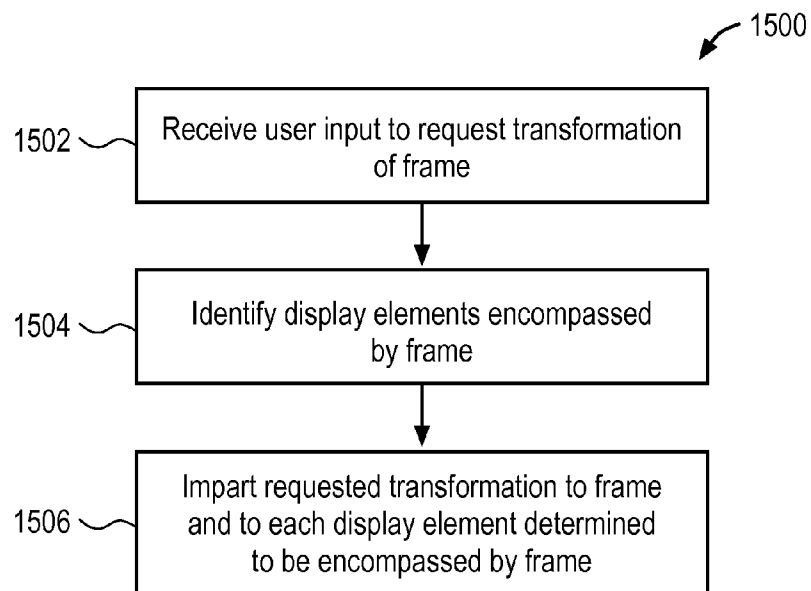 1500
1502
Receive user input to request transformation
of frame
1504
Identify display elements encompassed
by frame
1506
Impart requested transformation to frame
and to each display element determined
to be encompassed by frame